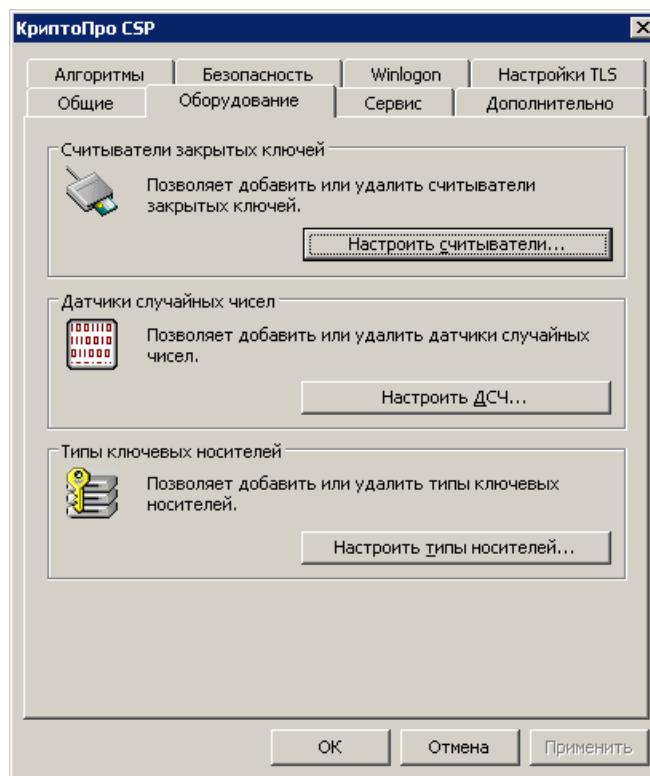 КриптоПро CSP
Алгоритмы Безопасность Winlogon Настройки TLS
Общие Оборудование Сервис Дополнительно
Считыватели закрытых ключей
Позволяет добавить или удалить считыватели
закрытых ключей.
Настроить считыватели...
Датчики случайных чисел
Позволяет добавить или удалить датчики случайных
чисел.
Настроить ДСЧ...
Типы ключевых носителей
Позволяет добавить или удалить типы ключевых
носителей.
Настроить типы носителей...
ОК Отмена Применить